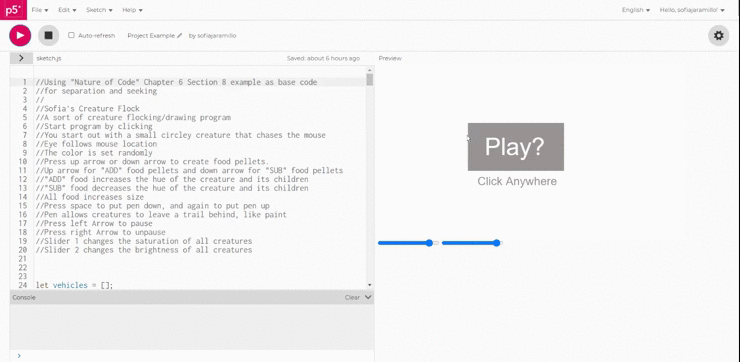 p5* File Edit Sketch Help English Hello, sofiajaramillo!
Auto-refresh Project Example by sofiajaramillo
sketch.js Saved: about 6 hours ago Preview
1 //Using "Nature of Code" Chapter 6 Section 8 example as base code
2 //for separation and seeking
3 //
4 //Sofia's Creature Flock
5 //A sort of creature flocking/drawing program
6 //Start program by clicking
7 //You start out with a small circley creature that chases the mouse
8 //Eye follows mouse location
9 //The color is set randomly
10 //Press up arrow or down arrow to create food pellets.
11 //Up arrow for "ADD" food pellets and down arrow for "SUB" food pellets
12 //"ADD" food increases the hue of the creature and its children
13 //"SUB" food decreases the hue of the creature and its children
14 //All food increases size
15 //Press space to put pen down, and again to put pen up
16 //Pen allows creatures to leave a trail behind, like paint
17 //Press left Arrow to pause
18 //Press right Arrow to unpause
19 //Slider 1 changes the saturation of all creatures
20 //Slider 2 changes the brightness of all creatures
21
22
23
24 let vehicles = [];
Play?
Click Anywhere
Console Clear